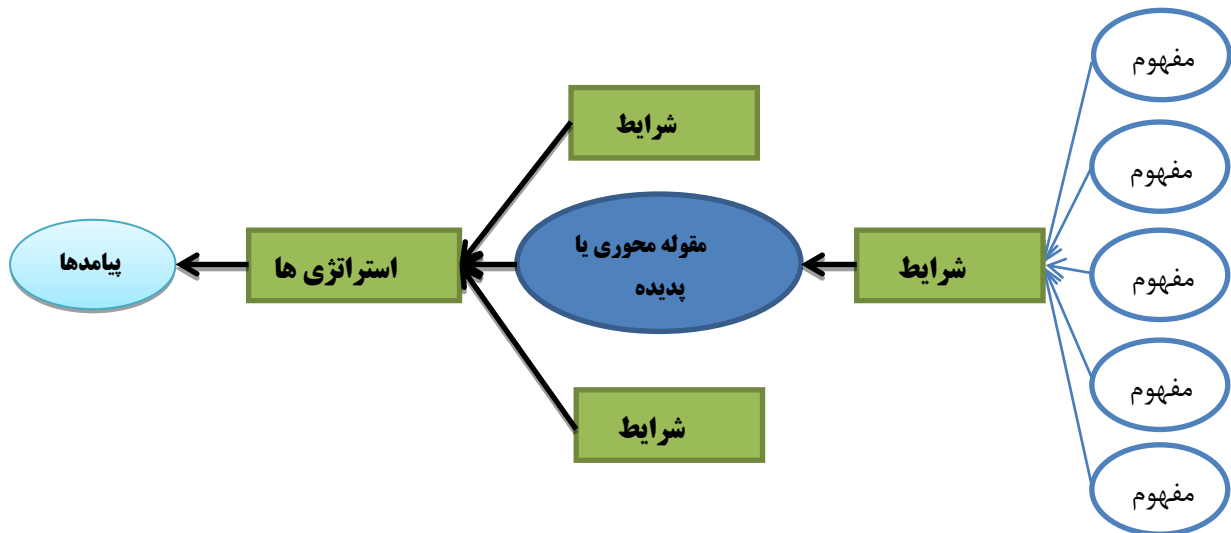 مفهوم
مفهوم
مفهوم
مفهوم
مفهوم
شرایط
شرایط
مقوله محوری یا
پدیده
شرایط
استراتژی ها
پیامدها